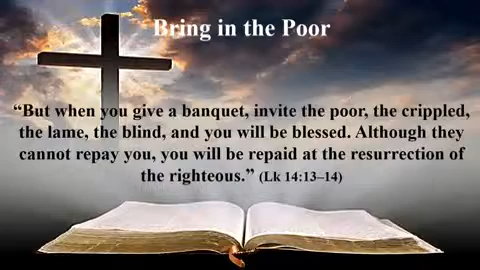 Bring in the Poor
“But when you give a banquet, invite the poor, the crippled,
the lame, the blind, and you will be blessed. Although they
cannot repay you, you will be repaid at the resurrection of
the righteous.” (Lk 14:13–14)